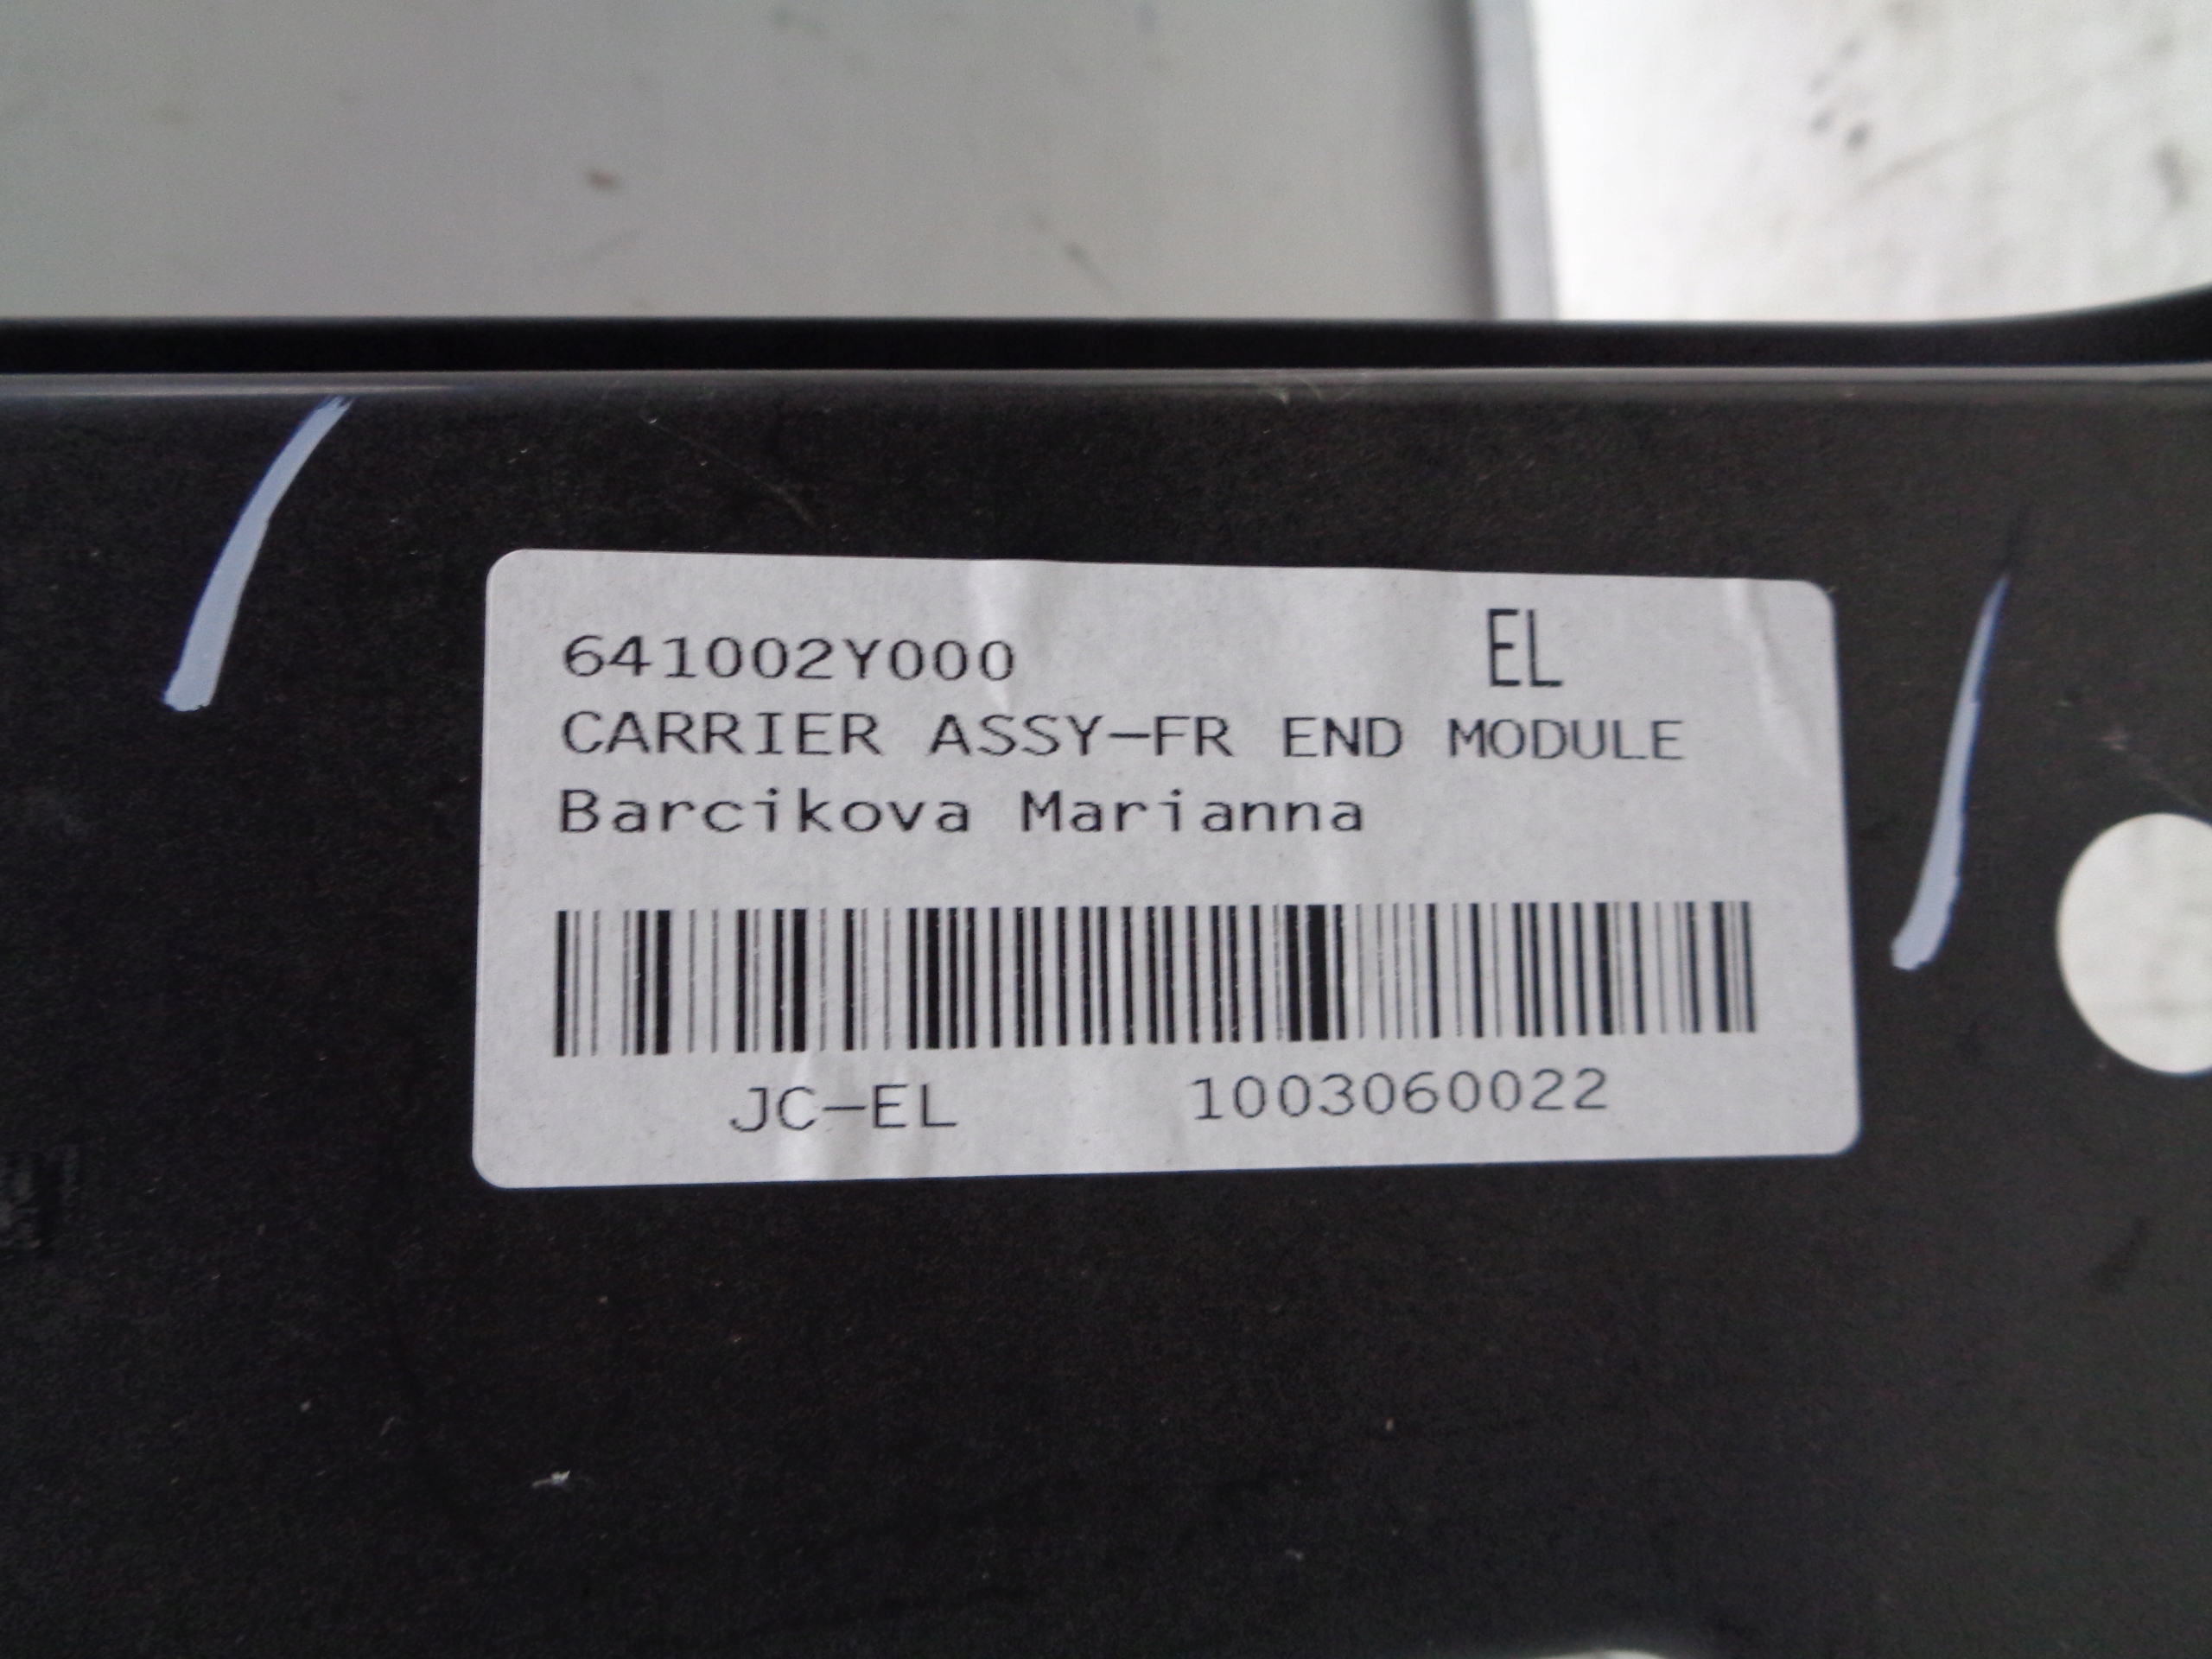 641002Y000 EL
CARRIER ASSY-FR END MODULE
Barcikova Marianna
JC-EL 1003060022